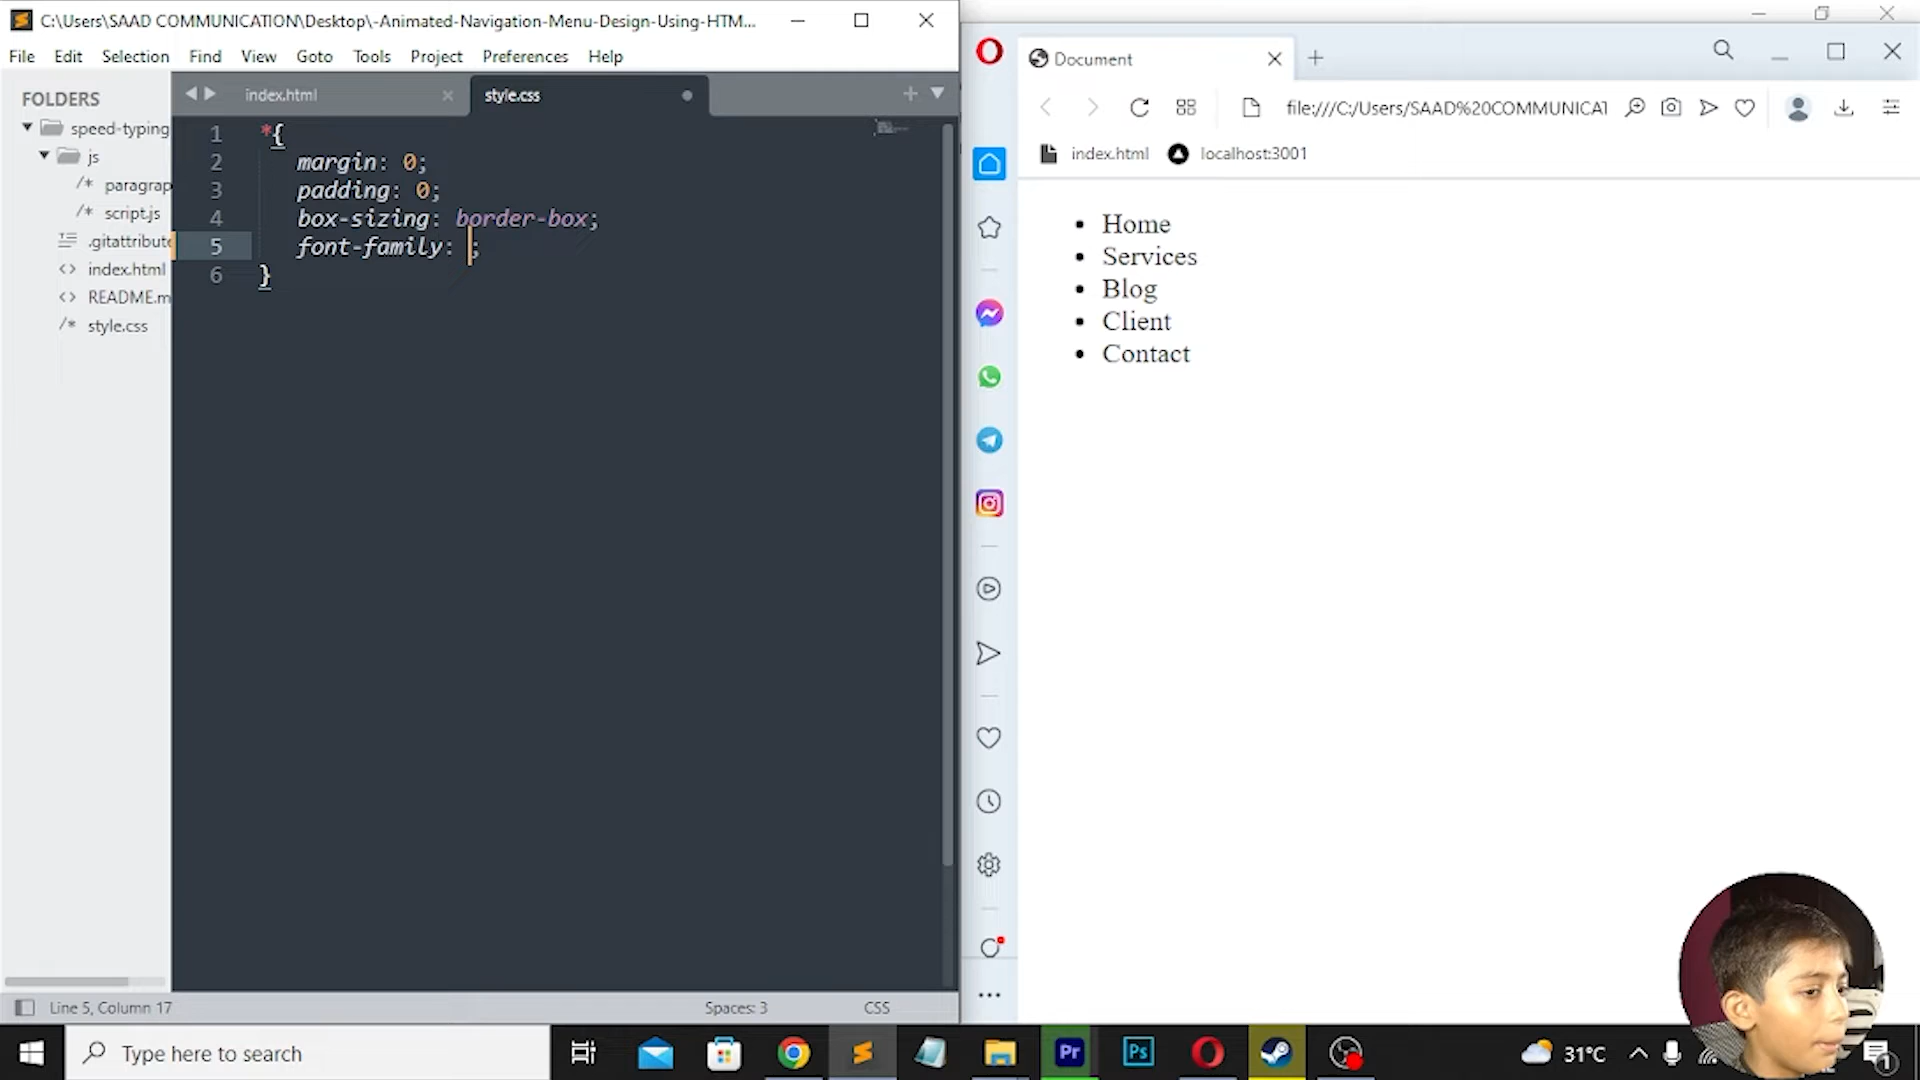 C:\Users\SAAD COMMUNICATION\Desktop\-Animated-Navigation-Menu-Design-Using-HTM...
File Edit Selection Find View Goto Tools Project Preferences Help
FOLDERS
speed-typing
js
/* paragrap
/* script.js
.gitattribute
<> index.html
<> README.m
/* style.css
index.html
style.css
1 *{
2 margin: 0;
3 padding: 0;
4 box-sizing: border-box;
5 font-family: ;
6 }
Line 5, Column 17
Spaces: 3
CSS
Document
file:///C:/Users/SAAD%20COMMUNICAT
index.html
localhost:3001
• Home
• Services
• Blog
• Client
• Contact
Type here to search
Pr
Ps
31°C
1